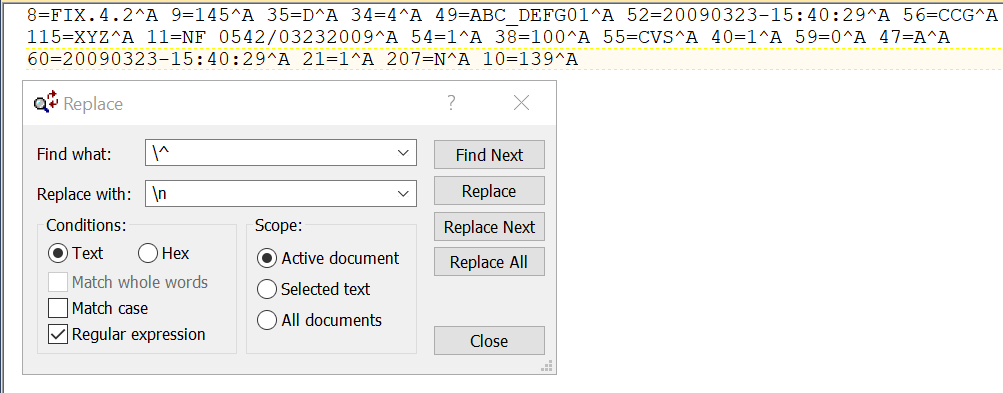 8=FIX.4.2^A 9=145^A 35=D^A 34=4^A 49=ABC_DEFG01^A 52=20090323-15:40:29^A 56=CCG^A
115=XYZ^A 11=NF 0542/03232009^A 54=1^A 38=100^A 55=CVS^A 40=1^A 59=0^A 47=A^A
60=20090323-15:40:29^A 21=1^A 207=N^A 10=139^A
Replace ?
Find what: \^ Find Next
Replace with: \n Replace
Conditions: Scope: Replace Next
Text Hex Active document Replace All
Match whole words Selected text
Match case All documents
Regular expression Close